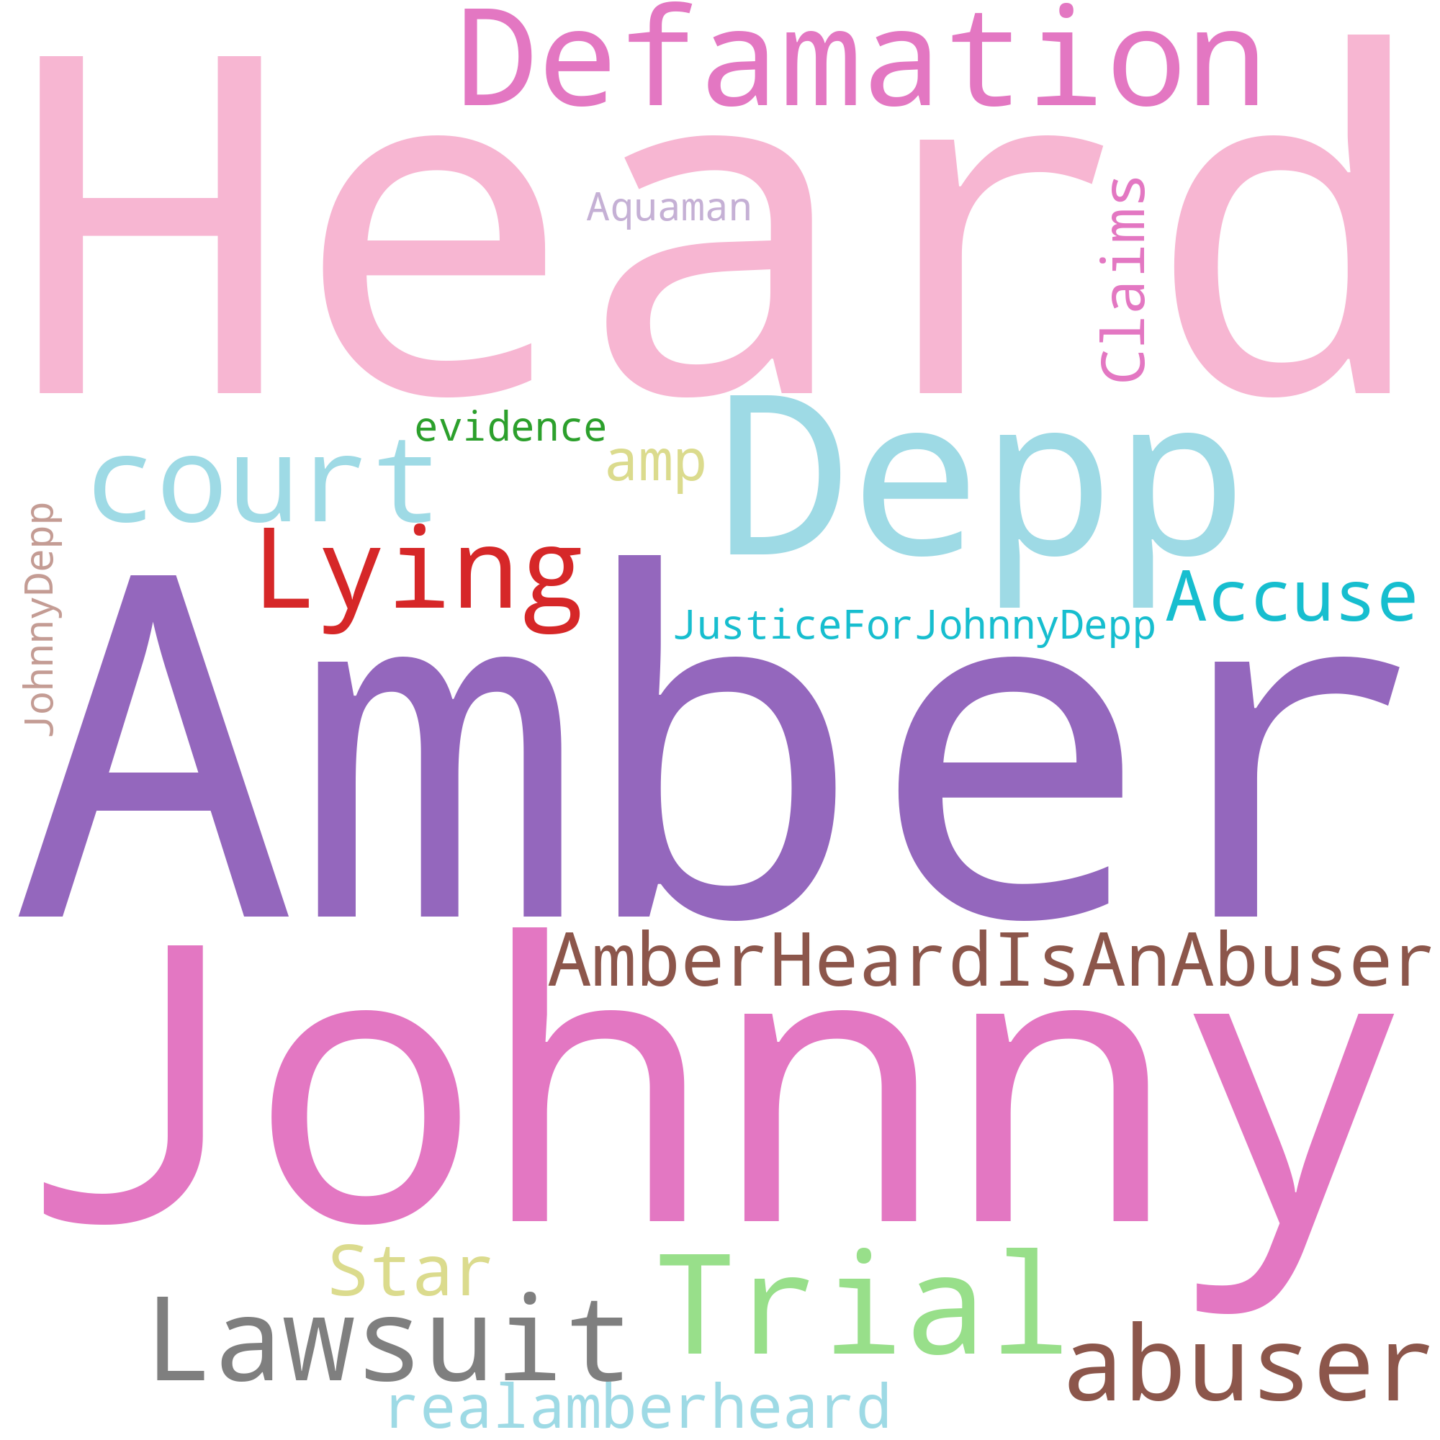 Defamation
Heard
Aquaman
Claims
Depp
evidence
amp
court
JohnnyDepp
Lying
Accuse
JusticeForJohnnyDepp
Amber
AmberHeardIsAnAbuser
Johnny
Star
Trial
Lawsuit
abuser
realamberheard